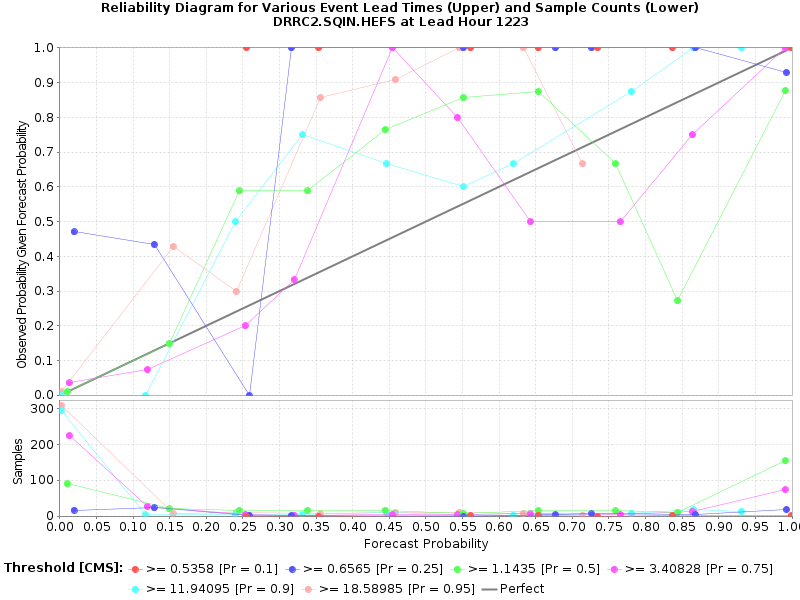 Reliability Diagram for Various Event Lead Times (Upper) and Sample Counts (Lower)
DRRC2.SQIN.HEFS at Lead Hour 1223
Observed Probability Given Forecast Probability
1.0
0.9
0.8
0.7
0.6
0.5
0.4
0.3
0.2
0.1
0.0
Samples
300
200
100
0
0.00 0.05 0.10 0.15 0.20 0.25 0.30 0.35 0.40 0.45 0.50 0.55 0.60 0.65 0.70 0.75 0.80 0.85 0.90 0.95 1.0
Forecast Probability
Threshold [CMS]: >= 0.5358 [Pr = 0.1] >= 0.6565 [Pr = 0.25] >= 1.1435 [Pr = 0.5] >= 3.40828 [Pr = 0.75]
>= 11.94095 [Pr = 0.9] >= 18.58985 [Pr = 0.95] Perfect